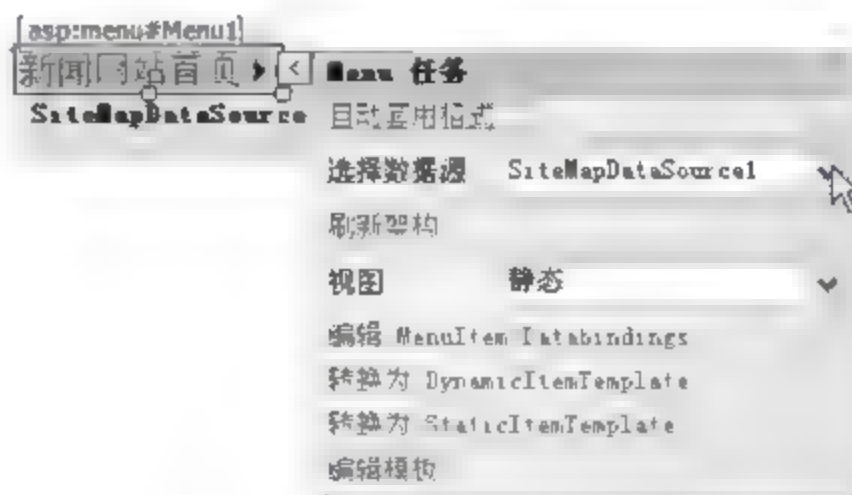 asp:menu#Menu1
新闻网站首页
Menu 任务
SiteMapDataSource
自动套用格式
选择数据源 SiteMapDataSource1
刷新架构
视图 静态
编辑 MenuItem Databindings
转换为 DynamicItemTemplate
转换为 StaticItemTemplate
编辑模板